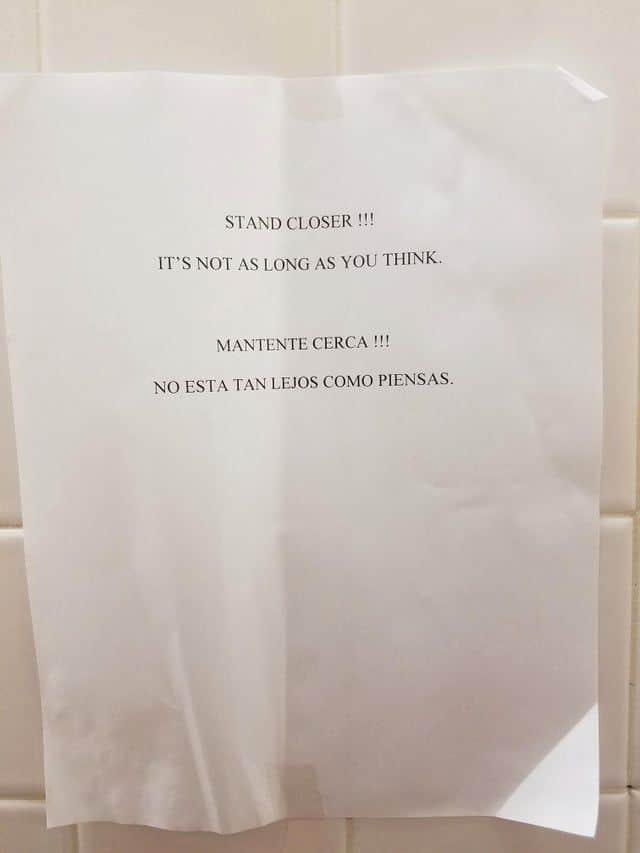 STAND CLOSER !!!
IT’S NOT AS LONG AS YOU THINK.
MANTENTE CERCA !!!
NO ESTA TAN LEJOS COMO PIENSAS.